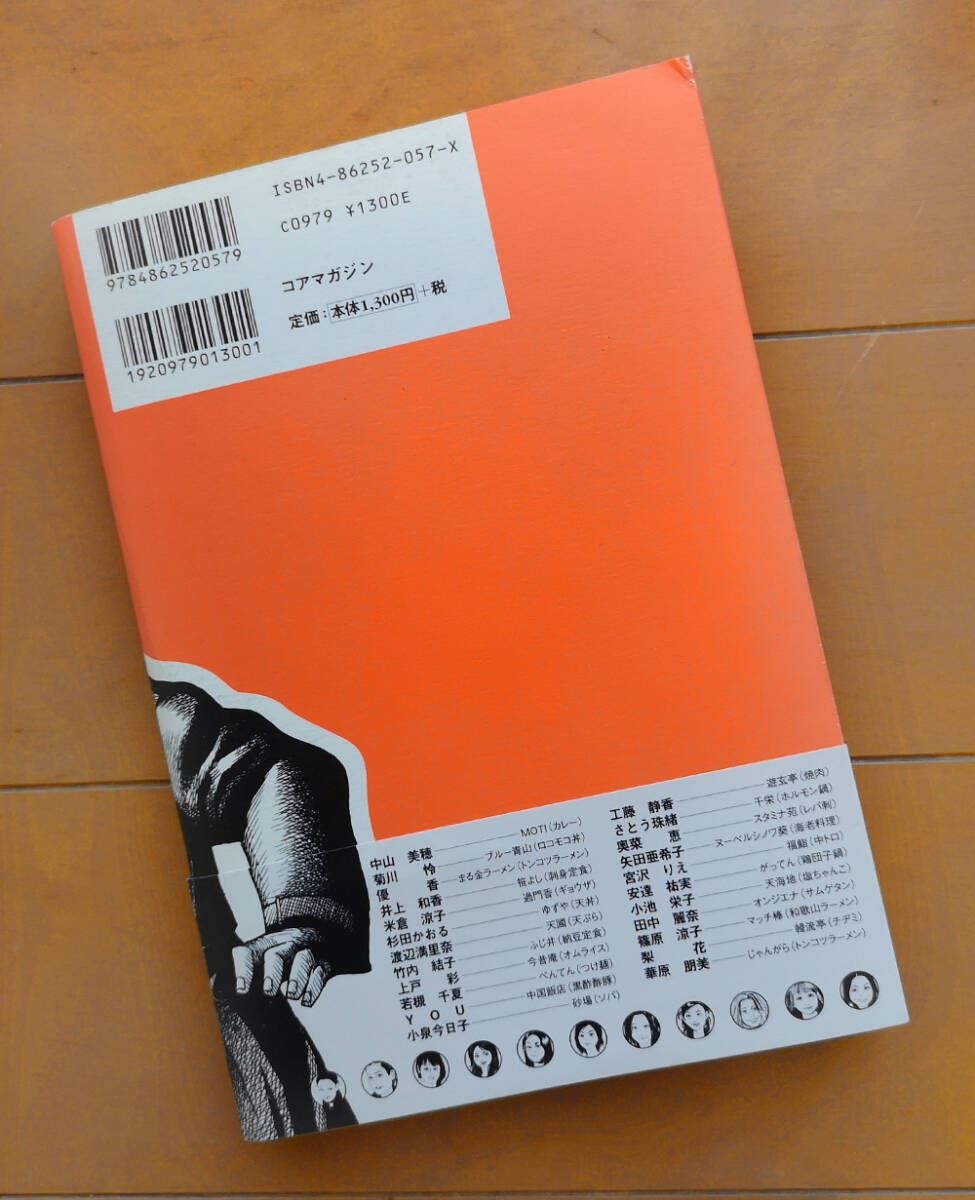 ISBN4-86252-057-X
C0979 ¥1300E
9784862520579
コアマガジン
定価：本体1,300円+税
1920979013001
中山 美穂 MOTI（カレー）
菊川 怜 ブルー青山（ロコモコ丼）
優 香 まる金ラーメン（トンコツラーメン）
井上 和香 笹よし（刺身定食）
米倉 涼子 過門香（ギョウザ）
杉田かおる ゆずや（天丼）
渡辺満里奈 天國（天ぷら）
竹内 結子 ふじ井（納豆定食）
上戸 彩 今昔庵（オムライス）
若槻 千夏 べんてん（つけ麺）
Y O U 中国飯店（黒酢酢豚）
小泉今日子 砂場（ソバ）
工藤 静香 遊玄亭（焼肉）
さとう珠緒 千栄（ホルモン鍋）
奥菜 恵 スタミナ苑（レバ刺）
矢田亜希子 ヌーベルシノワ葵（海老料理）
宮沢 りえ 福鮨（中トロ）
安達 祐実 がってん（鶏団子鍋）
小池 栄子 天海地（塩ちゃんこ）
田中 麗奈 オンジエナ（サムゲタン）
篠原 涼子 マッチ棒（和歌山ラーメン）
梨 花 （チヂミ）
華原 朋美 じゃんがら（トンコツラーメン）